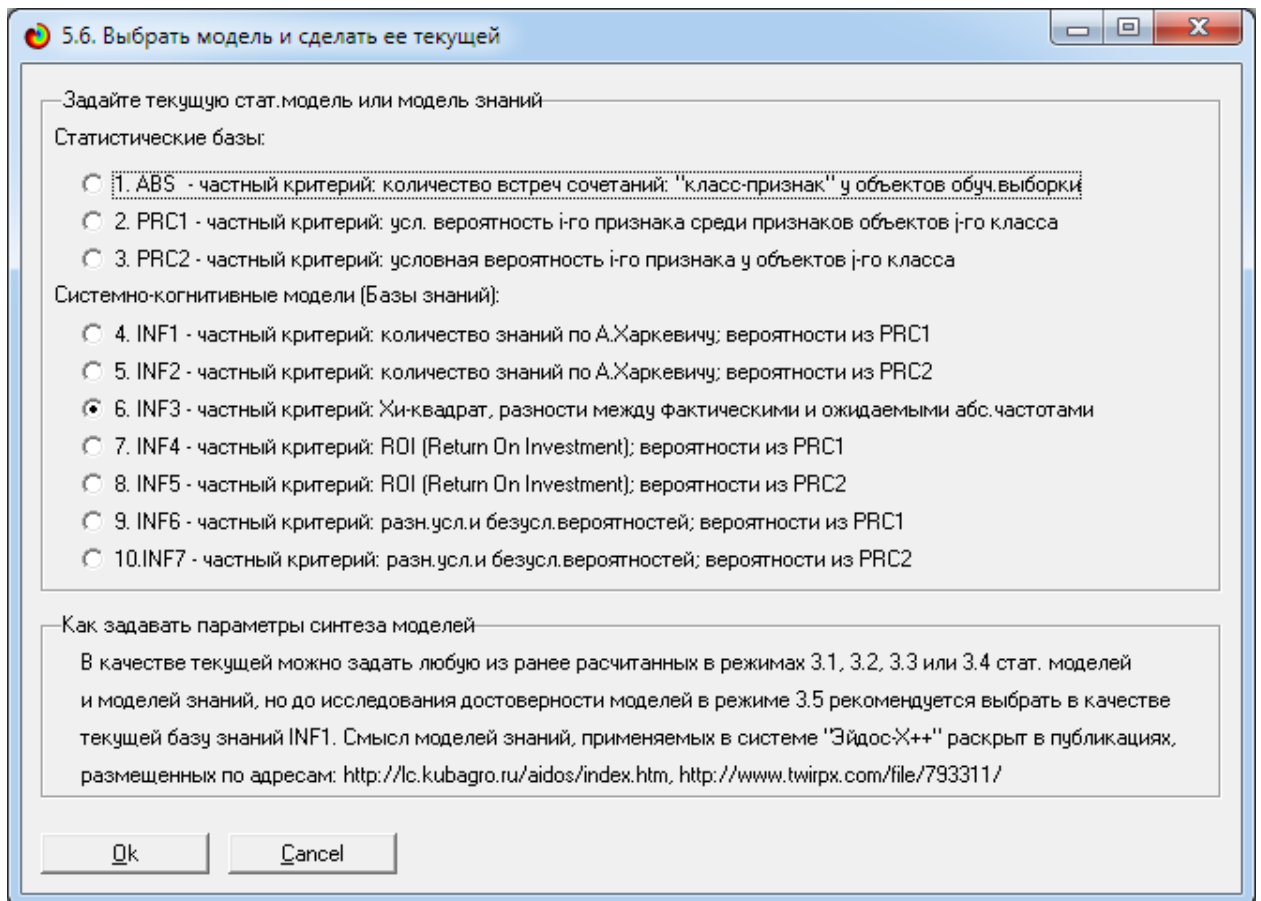 5.6. Выбрать модель и сделать ее текущей
Задайте текущую стат.модель или модель знаний
Статистические базы:
1. ABS - частный критерий: количество встреч сочетаний: "класс-признак" у объектов обуч.выборки
2. PRC1 - частный критерий: усл. вероятность i-го признака среди признаков объектов j-го класса
3. PRC2 - частный критерий: условная вероятность i-го признака у объектов j-го класса
Системно-когнитивные модели (Базы знаний):
4. INF1 - частный критерий: количество знаний по А.Харкевичу; вероятности из PRC1
5. INF2 - частный критерий: количество знаний по А.Харкевичу; вероятности из PRC2
6. INF3 - частный критерий: Хи-квадрат, разности между фактическими и ожидаемыми абс.частотами
7. INF4 - частный критерий: ROI (Return On Investment); вероятности из PRC1
8. INF5 - частный критерий: ROI (Return On Investment); вероятности из PRC2
9. INF6 - частный критерий: разн.усл.и безусл.вероятностей; вероятности из PRC1
10.INF7 - частный критерий: разн.усл.и безусл.вероятностей; вероятности из PRC2
Как задавать параметры синтеза моделей
В качестве текущей можно задать любую из ранее расчитанных в режимах 3.1, 3.2, 3.3 или 3.4 стат. моделей
и моделей знаний, но до исследования достоверности моделей в режиме 3.5 рекомендуется выбрать в качестве
текущей базу знаний INF1. Смысл моделей знаний, применяемых в системе "Эйдос-Х++" раскрыт в публикациях,
размещенных по адресам: http://lc.kubagro.ru/aidos/index.htm, http://www.twirpx.com/file/793311/
Ok
Cancel